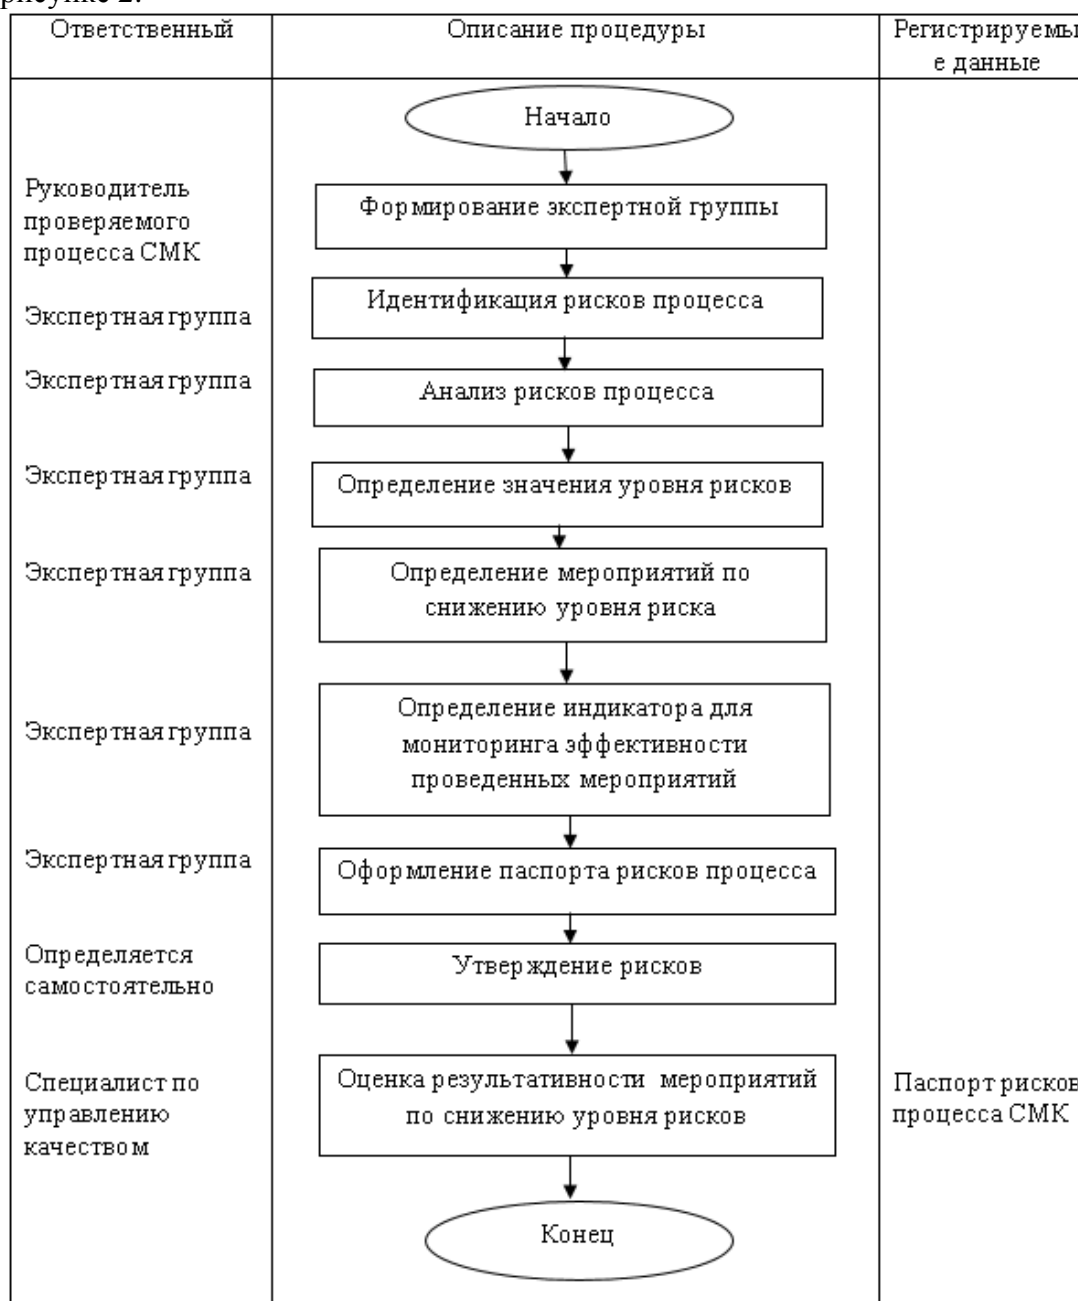 рисунке 2.
Ответственный
Описание процедуры
Регистрируемы
е данные
Начало
Руководитель
проверяемого
процесса СМК
Формирование экспертной группы
Экспертная группа
Идентификация рисков процесса
Экспертная группа
Анализ рисков процесса
Экспертная группа
Определение значения уровня рисков
Экспертная группа
Определение мероприятий по
снижению уровня риска
Экспертная группа
Определение индикатора для
мониторинга эффективности
проведенных мероприятий
Экспертная группа
Оформление паспорта рисков процесса
Определяется
самостоятельно
Утверждение рисков
Специалист по
управлению
качеством
Оценка результативности мероприятий
по снижению уровня рисков
Паспорт рисков
процесса СМК
Конец